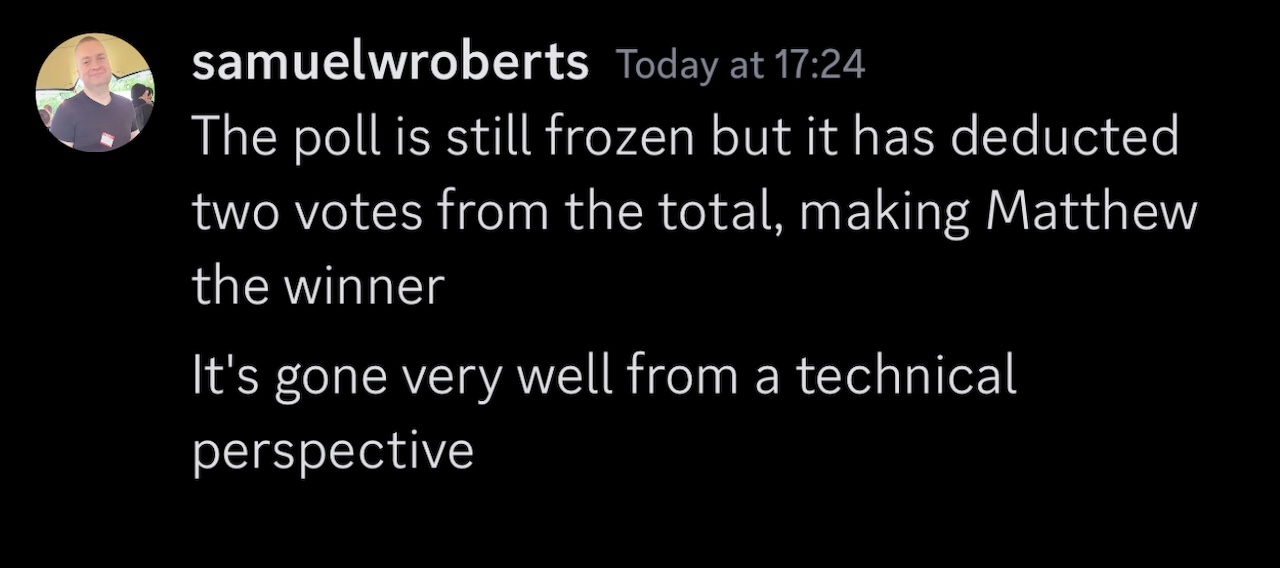 samuelwroberts Today at 17:24
The poll is still frozen but it has deducted
two votes from the total, making Matthew
the winner
It's gone very well from a technical
perspective